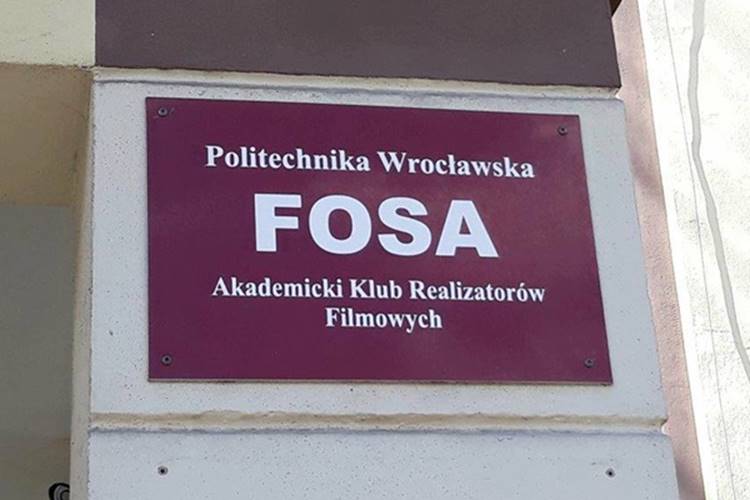 Politechnika Wrocławska
FOSA
Akademicki Klub Realizatorów
Filmowych